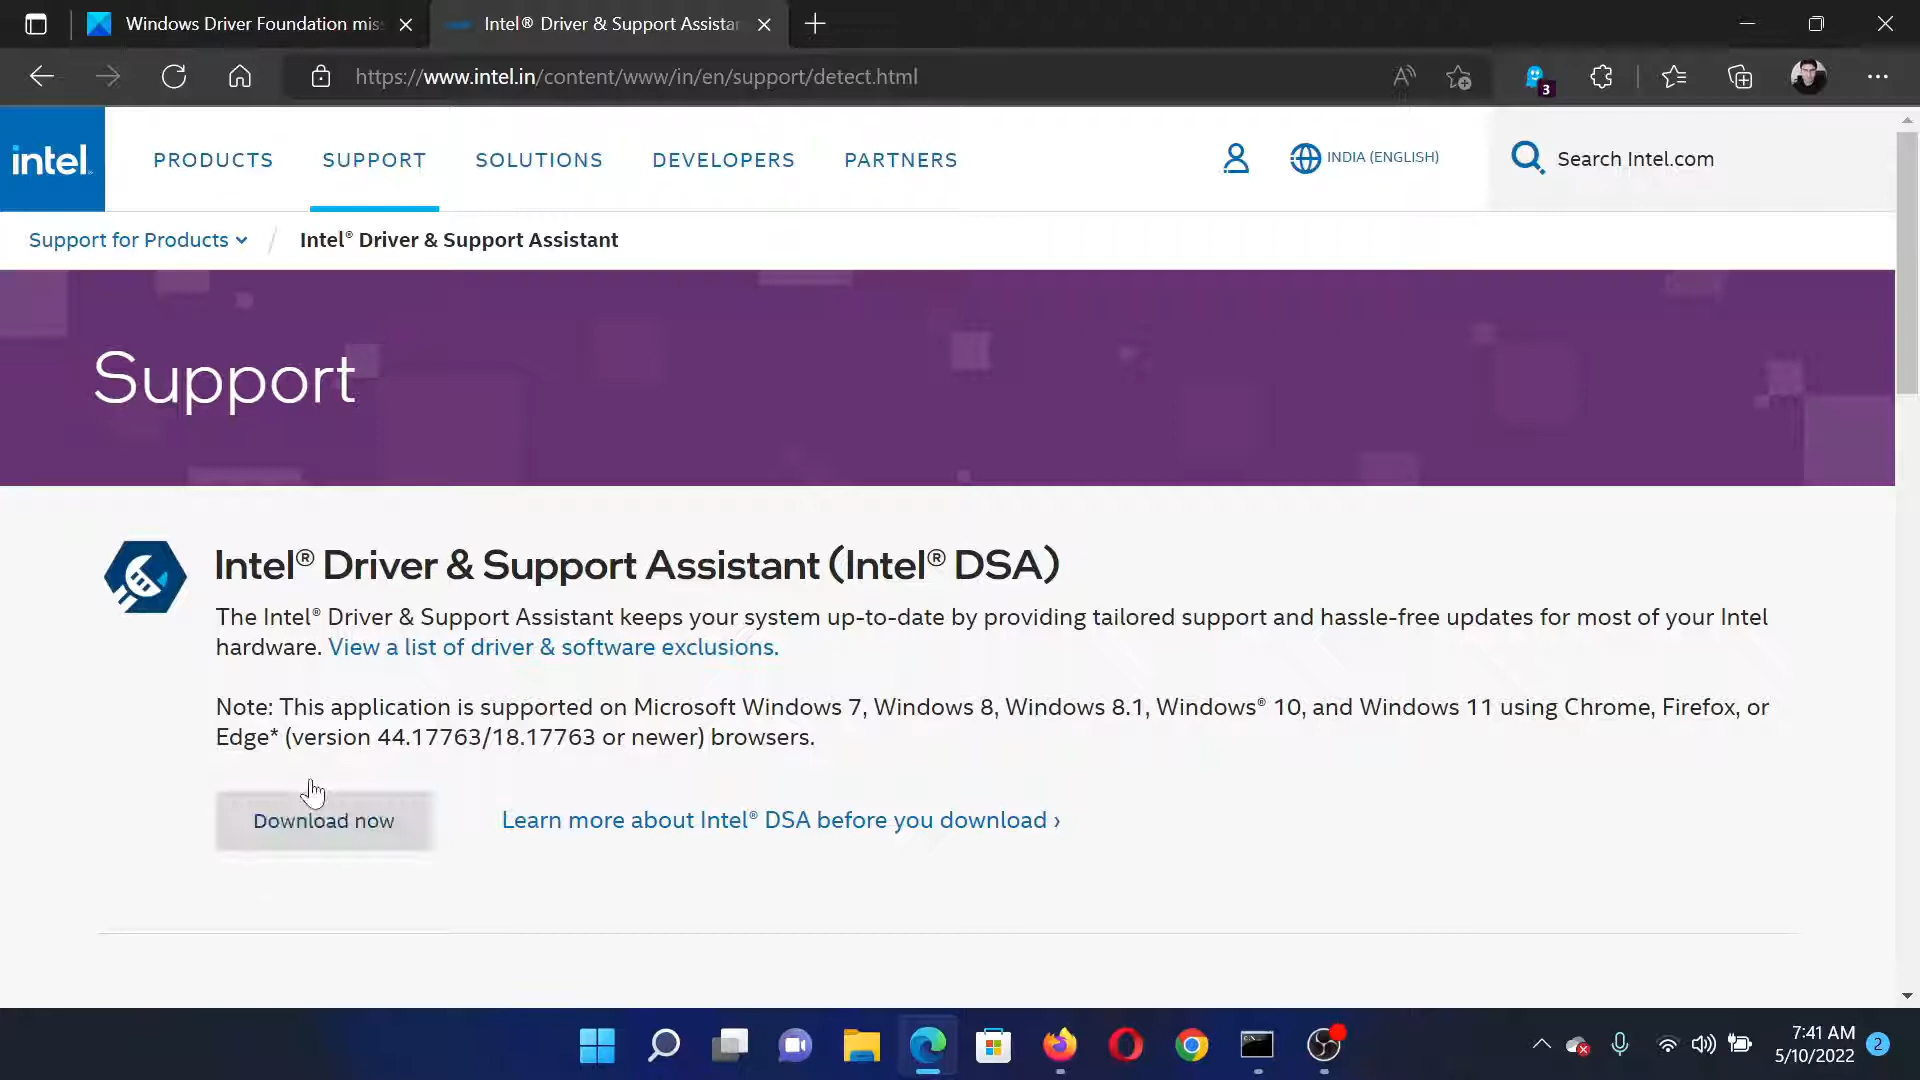 Windows Driver Foundation mis
Intel® Driver & Support Assistan
https://www.intel.in/content/www/in/en/support/detect.html
3
intel.
PRODUCTS
SUPPORT
SOLUTIONS
DEVELOPERS
PARTNERS
INDIA (ENGLISH)
Search Intel.com
Support for Products
Intel® Driver & Support Assistant
Support
Intel® Driver & Support Assistant (Intel® DSA)
The Intel® Driver & Support Assistant keeps your system up-to-date by providing tailored support and hassle-free updates for most of your Intel
hardware. View a list of driver & software exclusions.
Note: This application is supported on Microsoft Windows 7, Windows 8, Windows 8.1, Windows® 10, and Windows 11 using Chrome, Firefox, or
Edge* (version 44.17763/18.17763 or newer) browsers.
Download now
Learn more about Intel® DSA before you download ›
7:41 AM
5/10/2022
2